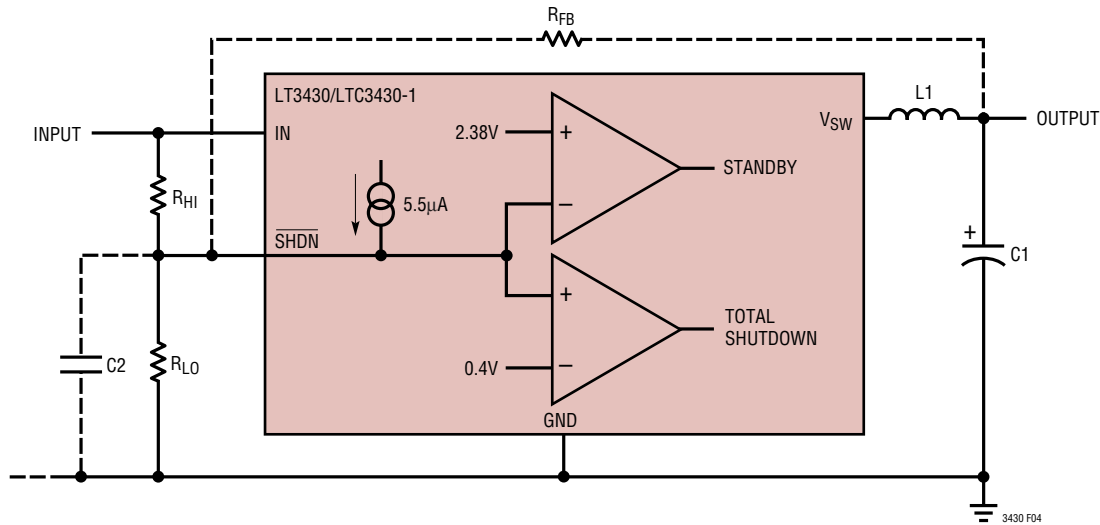 RFB
LT3430/LTC3430-1
L1
INPUT
IN
2.38V
+
VSW
OUTPUT
STANDBY
RHI
5.5µA
–
SHDN
+
C1
+
TOTAL
SHUTDOWN
C2
RLO
0.4V
–
GND
3430 F04